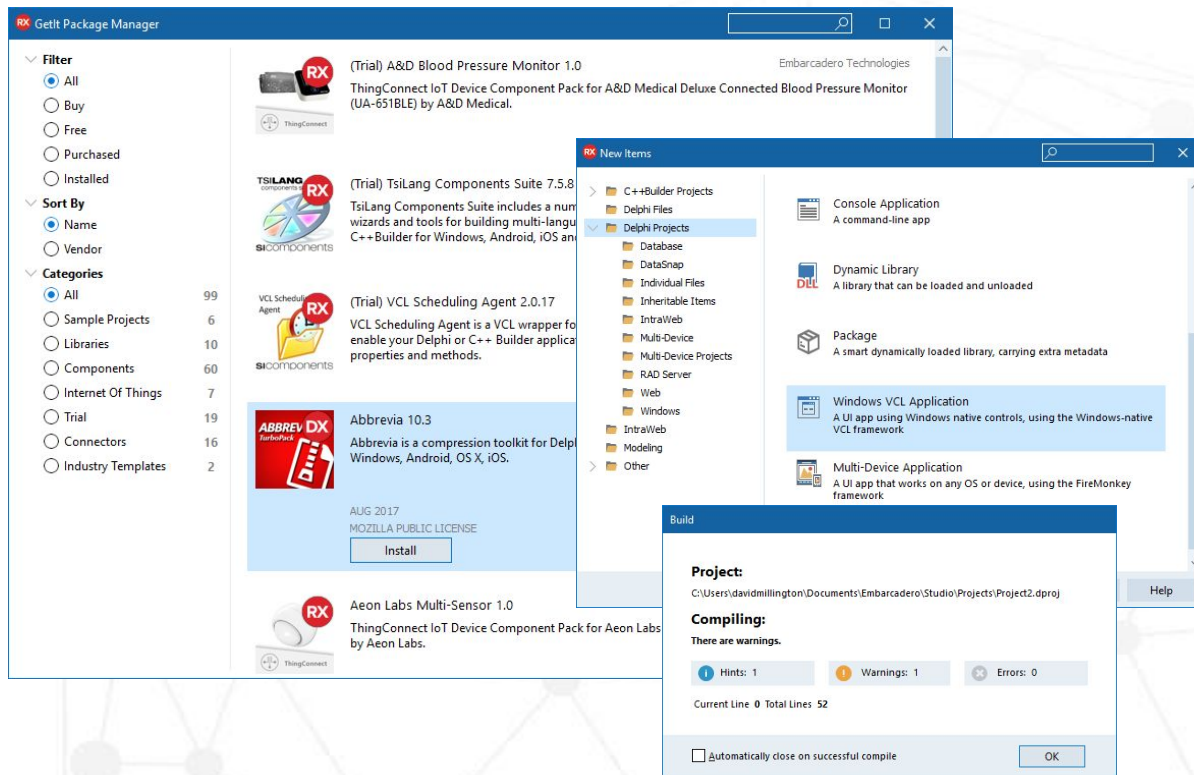 GetIt Package Manager
Filter
All
Buy
Free
Purchased
Installed
Sort By
Name
Vendor
Categories
All 99
Sample Projects 6
Libraries 10
Components 60
Internet Of Things 7
Trial 19
Connectors 16
Industry Templates 2
RX
ThingConnect
(Trial) A&D Blood Pressure Monitor 1.0
Embarcadero Technologies
ThingConnect IoT Device Component Pack for A&D Medical Deluxe Connected Blood Pressure Monitor
(UA-651BLE) by A&D Medical.
TSILANG
components
RX
SICOMPONENTS
(Trial) TsiLang Components Suite 7.5.8
TsiLang Components Suite includes a num
wizards and tools for building multi-langu
C++Builder for Windows, Android, iOS an
VCL Scheduli
Agent
RX
SICOMPONENTS
(Trial) VCL Scheduling Agent 2.0.17
VCL Scheduling Agent is a VCL wrapper fo
enable your Delphi or C++ Builder applica
properties and methods.
ABBREV DX
TurboPack
Abbrevia 10.3
Abbrevia is a compression toolkit for Delpl
Windows, Android, OS X, iOS.
AUG 2017
MOZILLA PUBLIC LICENSE
Install
RX
ThingConnect
Aeon Labs Multi-Sensor 1.0
ThingConnect IoT Device Component Pack for Aeon Labs
by Aeon Labs.
RX New Items
C++Builder Projects
Delphi Files
Delphi Projects
Database
DataSnap
Individual Files
Inheritable Items
IntraWeb
Multi-Device
Multi-Device Projects
RAD Server
Web
Windows
IntraWeb
Modeling
Other
Console Application
A command-line app
DLL
Dynamic Library
A library that can be loaded and unloaded
Package
A smart dynamically loaded library, carrying extra metadata
Windows VCL Application
A UI app using Windows native controls, using the Windows-native
VCL framework
Multi-Device Application
A UI app that works on any OS or device, using the FireMonkey
framework
Help
Build
Project:
C:\Users\davidmillington\Documents\Embarcadero\Studio\Projects\Project2.dproj
Compiling:
There are warnings.
Hints: 1
Warnings: 1
Errors: 0
Current Line 0 Total Lines 52
Automatically close on successful compile
OK